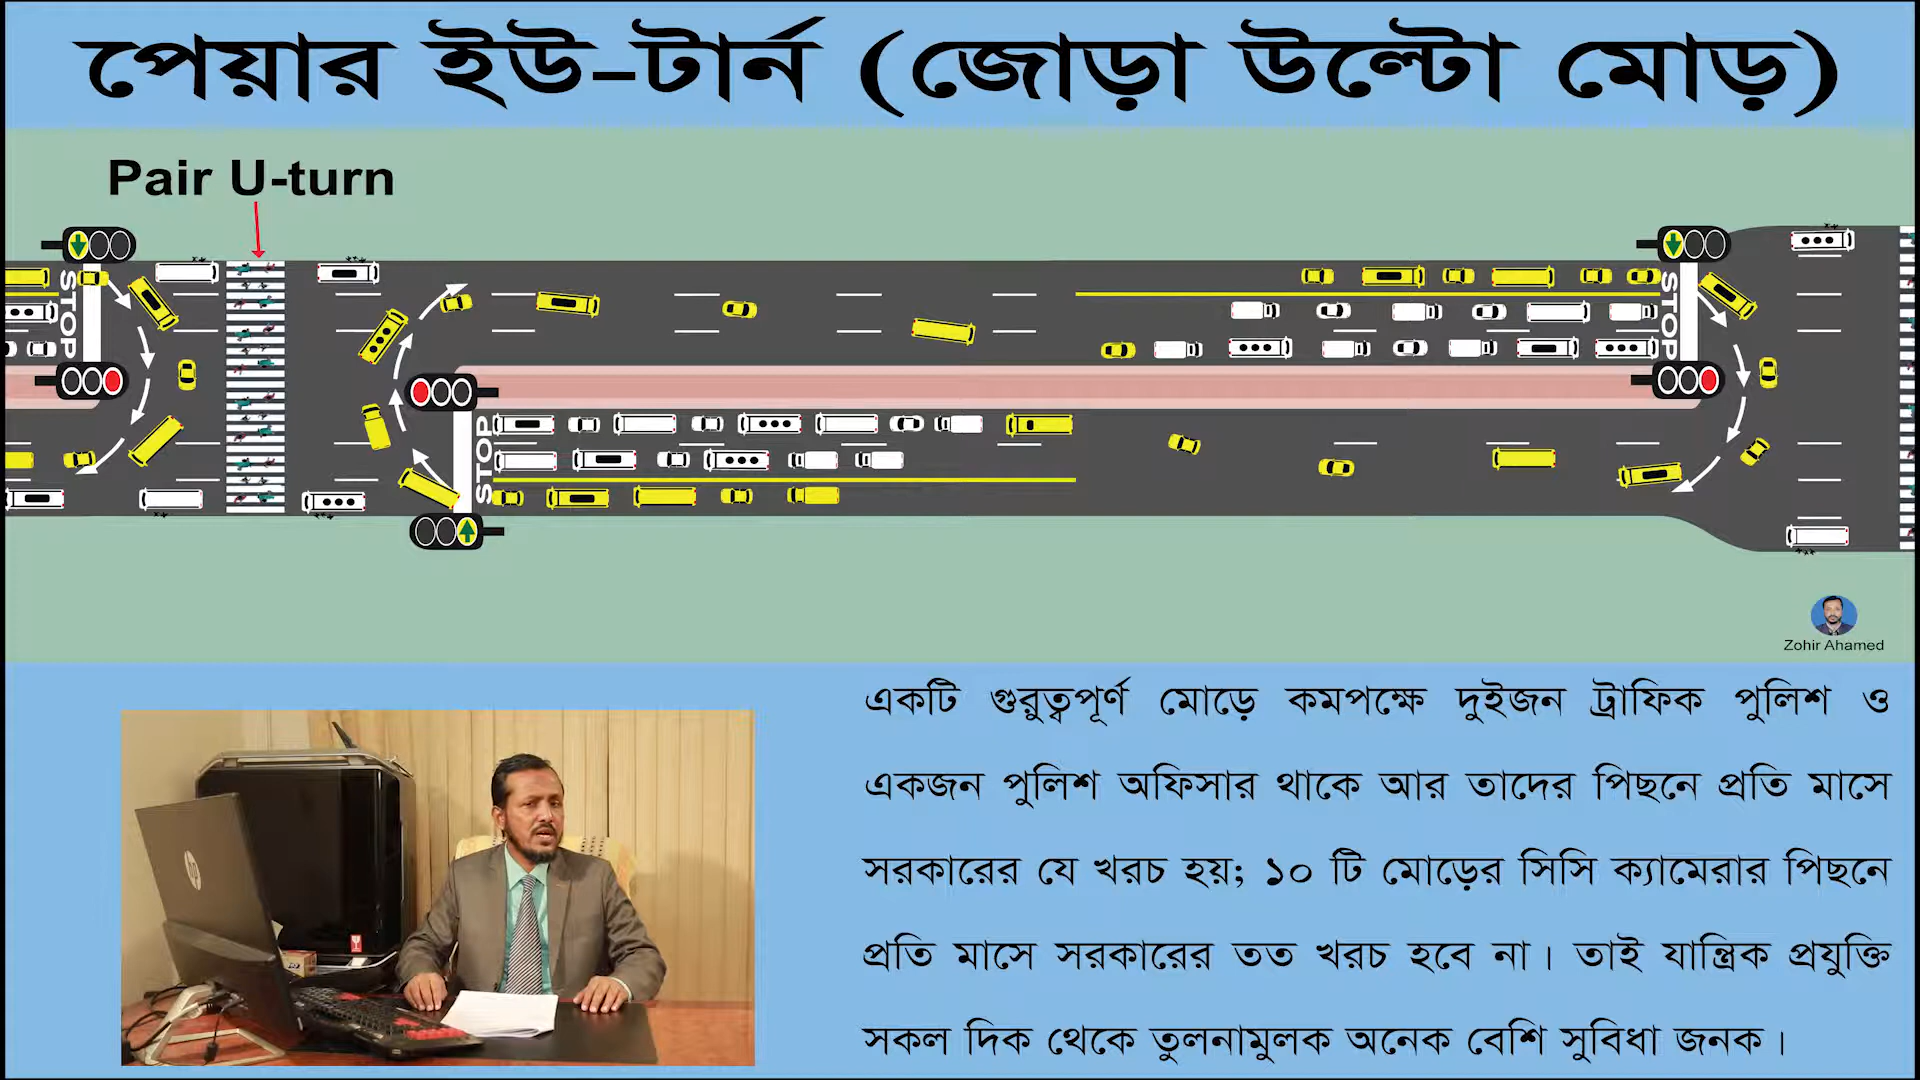 পেয়ার ইউ-টার্ন (জোড়া উল্টো মোড়)
Pair U-turn
STOP
STOP
STOP
Zohir Ahamed
একটি গুরুত্বপূর্ণ মোড়ে কমপক্ষে দুইজন ট্রাফিক পুলিশ ও
একজন পুলিশ অফিসার থাকে আর তাদের পিছনে প্রতি মাসে
সরকারের যে খরচ হয়; ১০ টি মোড়ের সিসি ক্যামেরার পিছনে
প্রতি মাসে সরকারের তত খরচ হবে না। তাই যান্ত্রিক প্রযুক্তি
সকল দিক থেকে তুলনামুলক অনেক বেশি সুবিধা জনক।
hp